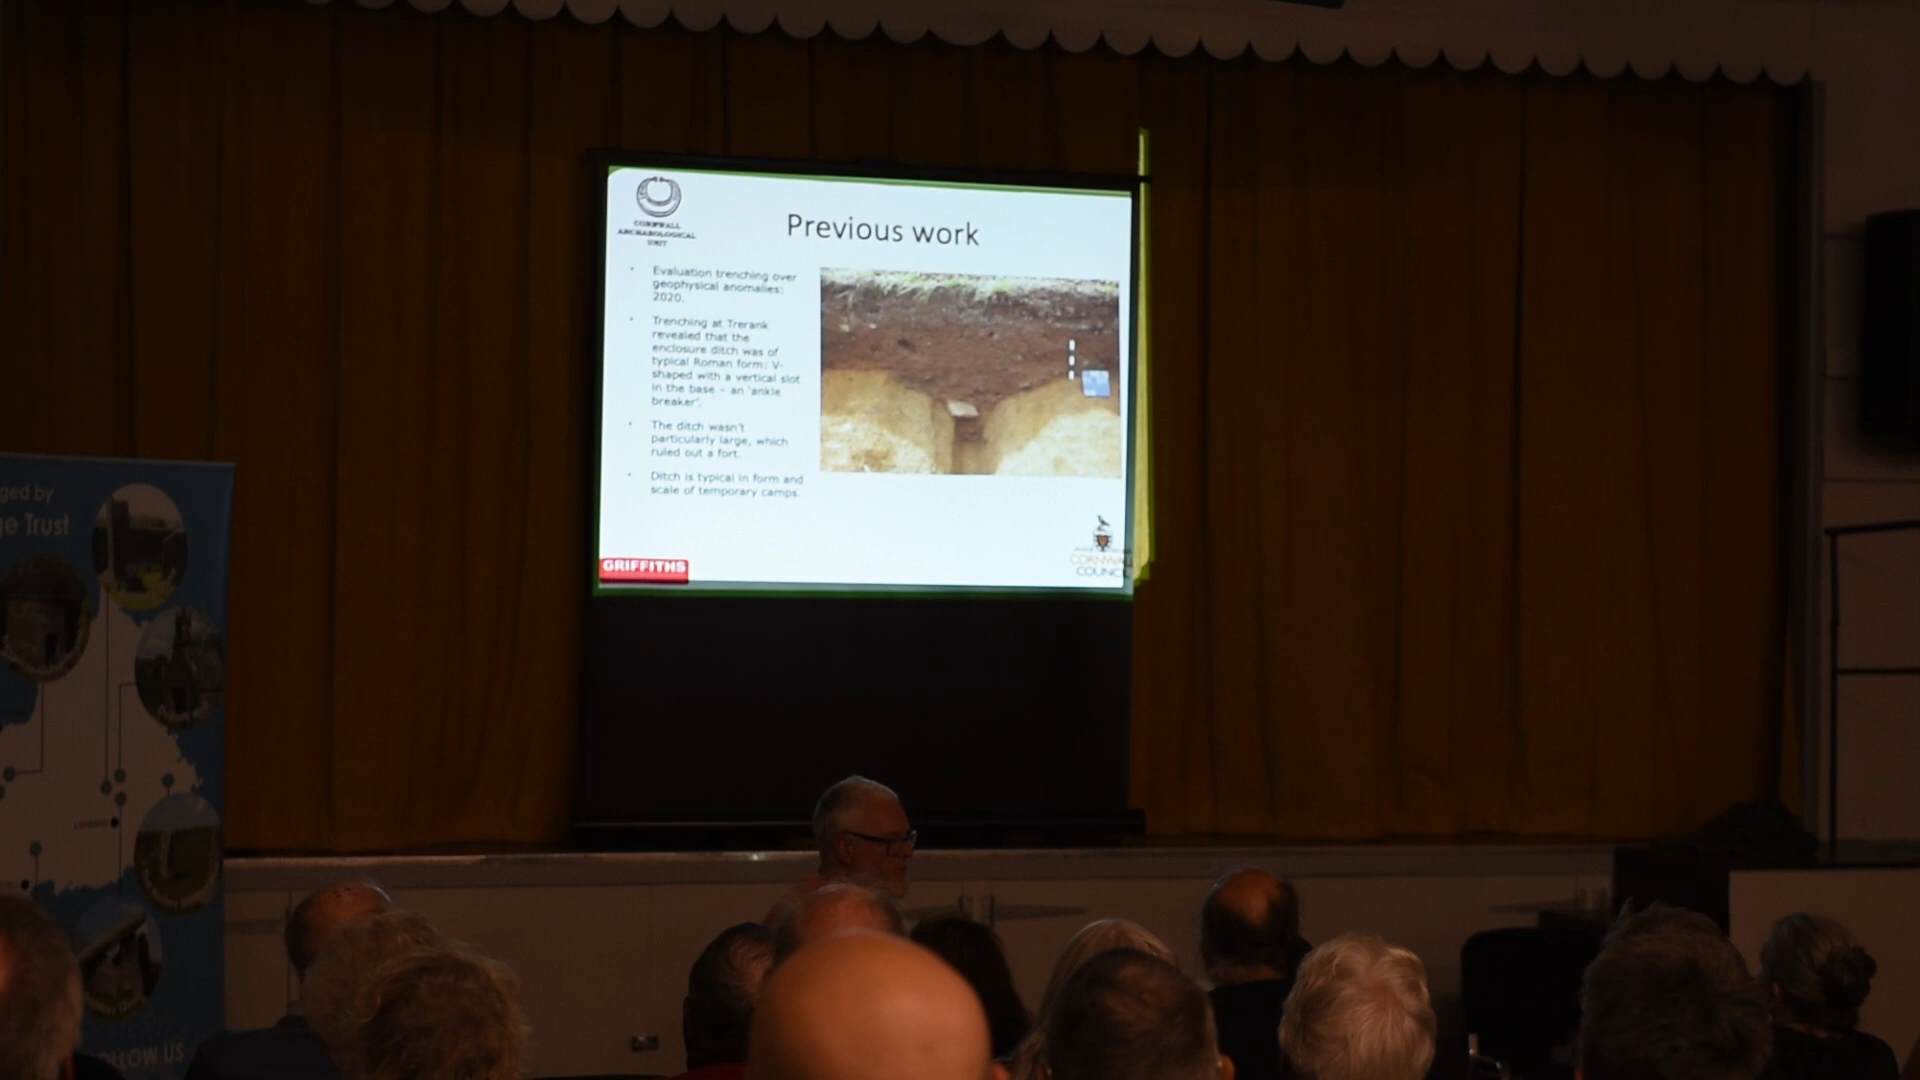 CORNWALL
ARCHAEOLOGICAL
UNIT
Previous work
Evaluation trenching over
geophysical anomalies:
2020.
Trenching at Trerank
revealed that the
enclosure ditch was of
typical Roman form: V-
shaped with a vertical slot
in the base – an ‘ankle
breaker’.
The ditch wasn’t
particularly large, which
ruled out a fort.
Ditch is typical in form and
scale of temporary camps.
GRIFFITHS
CORNWALL
COUNCIL
ged by
ge Trust
OLLOW US